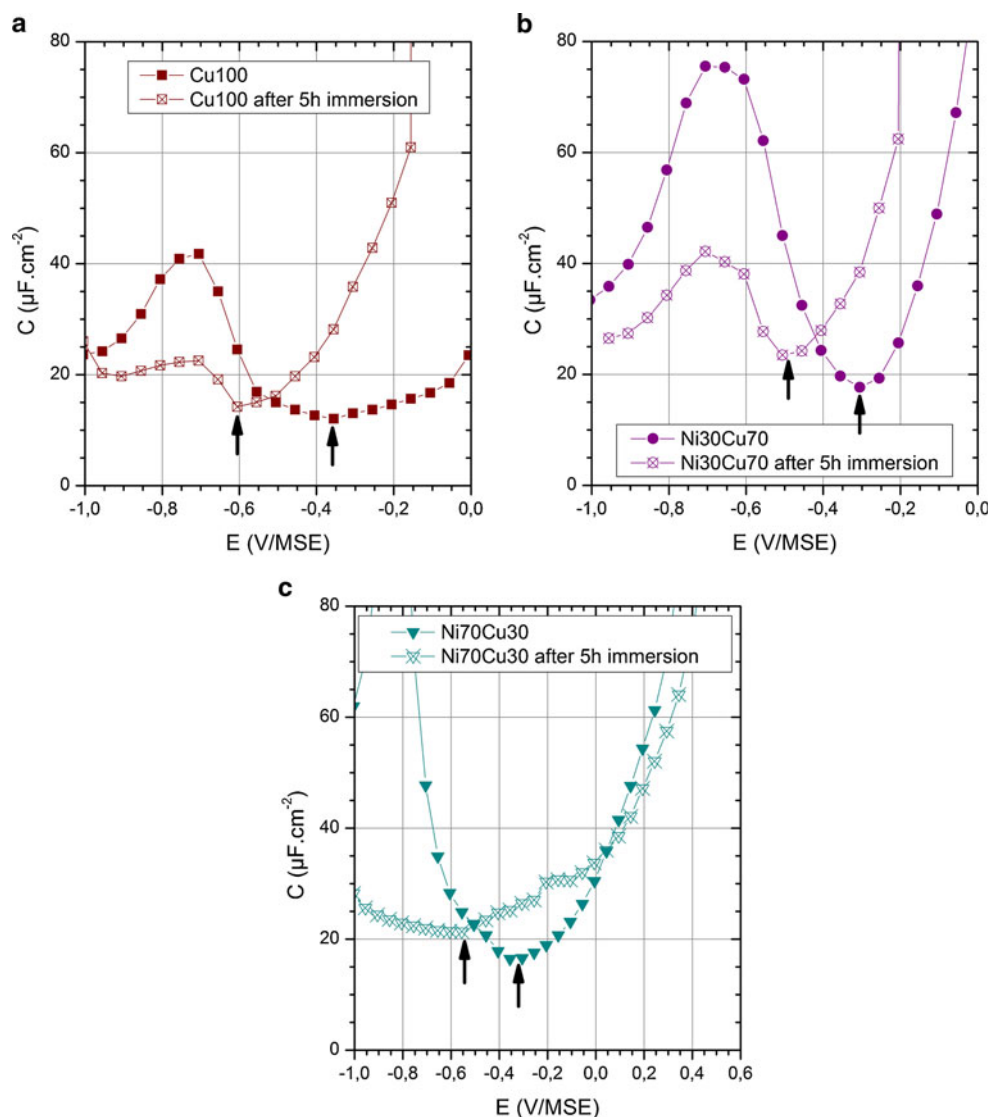 a
80
60
40
20
0
C (µF.cm-2)
Cu100
Cu100 after 5h immersion
-1,0 -0,8 -0,6 -0,4 -0,2 0,0
E (V/MSE)
b
80
60
40
20
0
C (µF.cm-2)
Ni30Cu70
Ni30Cu70 after 5h immersion
-1,0 -0,8 -0,6 -0,4 -0,2 0,0
E (V/MSE)
c
80
60
40
20
0
C (µF.cm-2)
Ni70Cu30
Ni70Cu30 after 5h immersion
-1,0 -0,8 -0,6 -0,4 -0,2 0,0 0,2 0,4 0,6
E (V/MSE)